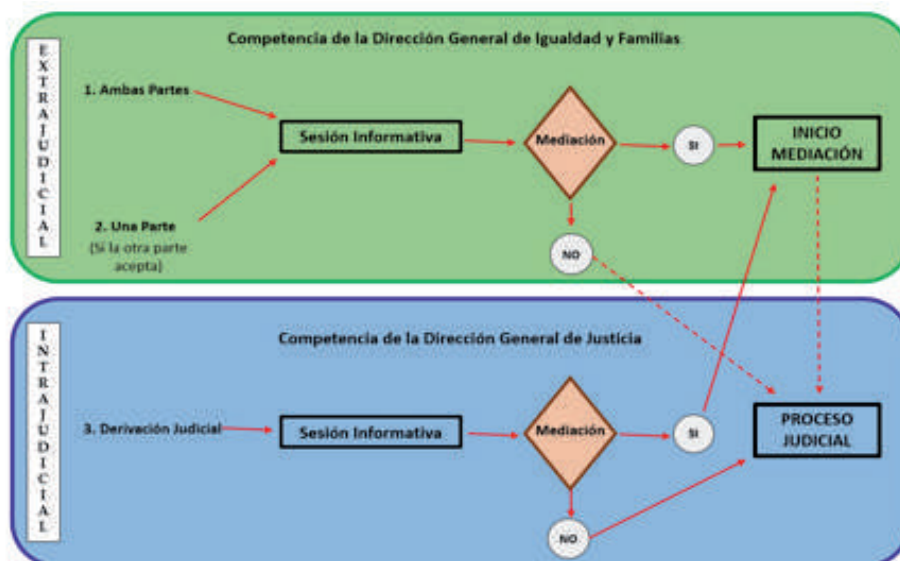 EXTRAJUDICIAL
Competencia de la Dirección General de Igualdad y Familias
1. Ambas Partes
Sesión Informativa
Mediación
SI
INICIO
MEDIACIÓN
2. Una Parte
(Si la otra parte
acepta)
NO
INTRAJUDICIAL
Competencia de la Dirección General de Justicia
3. Derivación Judicial
Sesión Informativa
Mediación
SI
PROCESO
JUDICIAL
NO